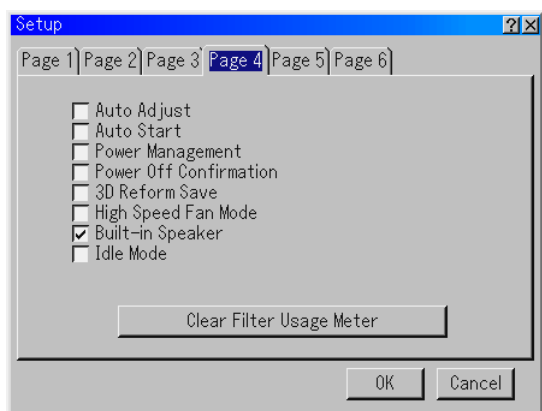 Setup
Page 1 Page 2 Page 3 Page 4 Page 5 Page 6
Auto Adjust
Auto Start
Power Management
Power Off Confirmation
3D Reform Save
High Speed Fan Mode
Built-in Speaker
Idle Mode
Clear Filter Usage Meter
OK Cancel